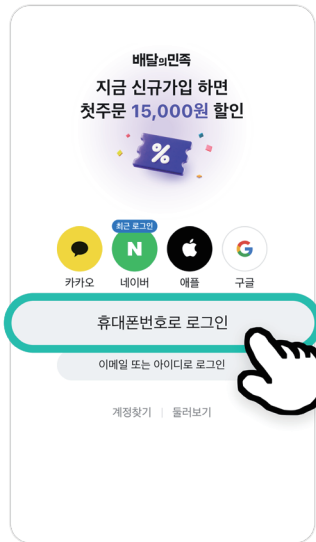 배달의민족
지금 신규가입 하면
첫주문 15,000원 할인
%
최근 로그인
N
G
카카오 네이버 애플 구글
휴대폰번호로 로그인
이메일 또는 아이디로 로그인
계정찾기 | 둘러보기